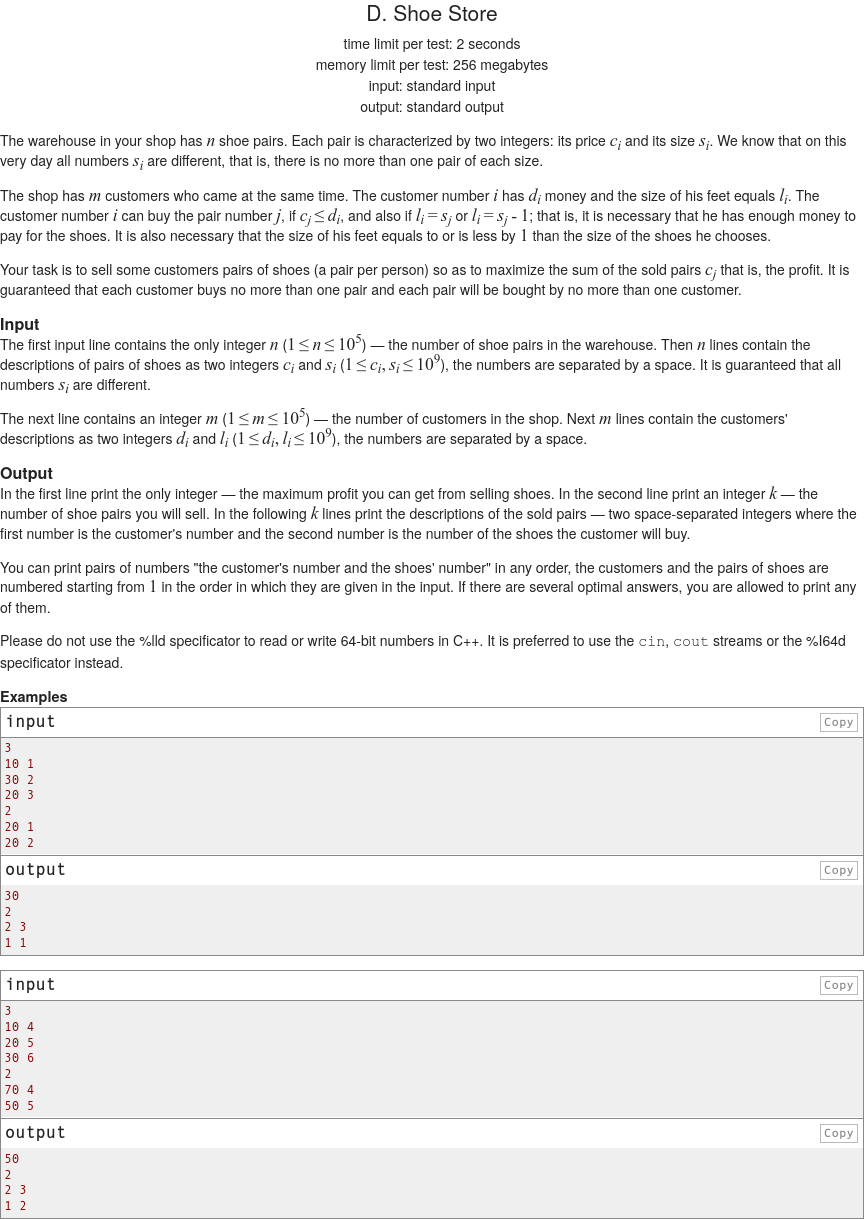 D. Shoe Store
time limit per test: 2 seconds
memory limit per test: 256 megabytes
input: standard input
output: standard output
The warehouse in your shop has n shoe pairs. Each pair is characterized by two integers: its price c_i and its size s_i. We know that on this
very day all numbers s_i are different, that is, there is no more than one pair of each size.
The shop has m customers who came at the same time. The customer number i has d_i money and the size of his feet equals l_i. The
customer number i can buy the pair number j, if c_j ≤ d_i, and also if l_i = s_j or l_i = s_j - 1; that is, it is necessary that he has enough money to
pay for the shoes. It is also necessary that the size of his feet equals to or is less by 1 than the size of the shoes he chooses.
Your task is to sell some customers pairs of shoes (a pair per person) so as to maximize the sum of the sold pairs c_j that is, the profit. It is
guaranteed that each customer buys no more than one pair and each pair will be bought by no more than one customer.
Input
The first input line contains the only integer n (1 ≤ n ≤ 10^5) — the number of shoe pairs in the warehouse. Then n lines contain the
descriptions of pairs of shoes as two integers c_i and s_i (1 ≤ c_i, s_i ≤ 10^9), the numbers are separated by a space. It is guaranteed that all
numbers s_i are different.
The next line contains an integer m (1 ≤ m ≤ 10^5) — the number of customers in the shop. Next m lines contain the customers'
descriptions as two integers d_i and l_i (1 ≤ d_i, l_i ≤ 10^9), the numbers are separated by a space.
Output
In the first line print the only integer — the maximum profit you can get from selling shoes. In the second line print an integer k — the
number of shoe pairs you will sell. In the following k lines print the descriptions of the sold pairs — two space-separated integers where the
first number is the customer's number and the second number is the number of the shoes the customer will buy.
You can print pairs of numbers "the customer's number and the shoes' number" in any order, the customers and the pairs of shoes are
numbered starting from 1 in the order in which they are given in the input. If there are several optimal answers, you are allowed to print any
of them.
Please do not use the %lld specificator to read or write 64-bit numbers in C++. It is preferred to use the cin, cout streams or the %I64d
specificator instead.
Examples
input Copy
3
10 1
30 2
20 3
2
20 1
20 2
output Copy
30
2
2 3
1 1
input Copy
3
10 4
20 5
30 6
2
70 4
50 5
output Copy
50
2
2 3
1 2